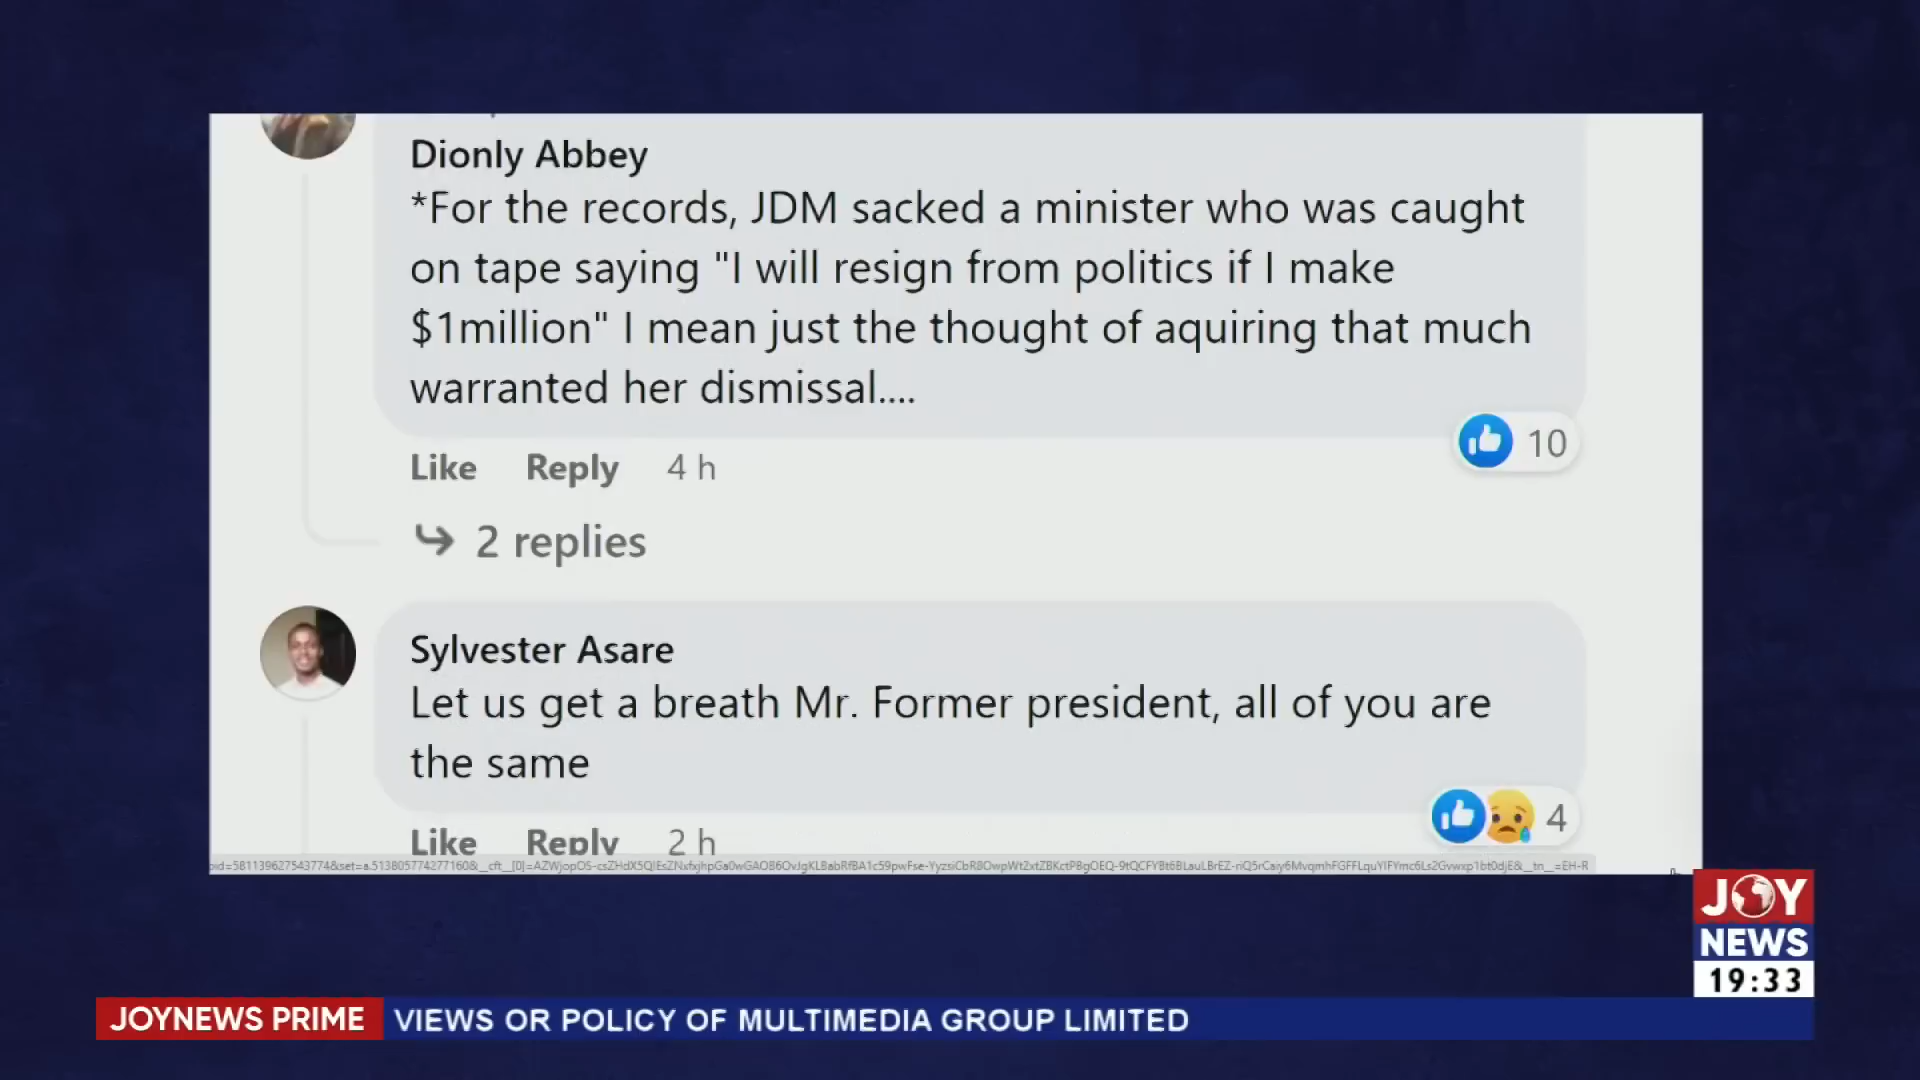 Dionly Abbey
*For the records, JDM sacked a minister who was caught
on tape saying "I will resign from politics if I make
$1million" I mean just the thought of aquiring that much
warranted her dismissal....
10
Like Reply 4 h
2 replies
Sylvester Asare
Let us get a breath Mr. Former president, all of you are
the same
4
Like Reply 2 h
JOY
NEWS
19:33
JOYNEWS PRIME VIEWS OR POLICY OF MULTIMEDIA GROUP LIMITED